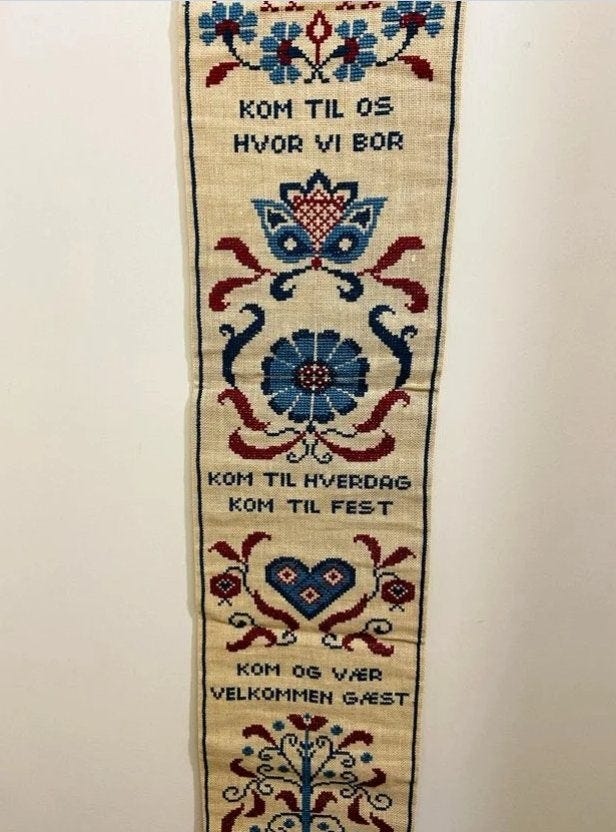 KOM TIL OS
HVOR VI BOR
KOM TIL HVERDAG
KOM TIL FEST
KOM OG VÆR
VELKOMMEN GÆST